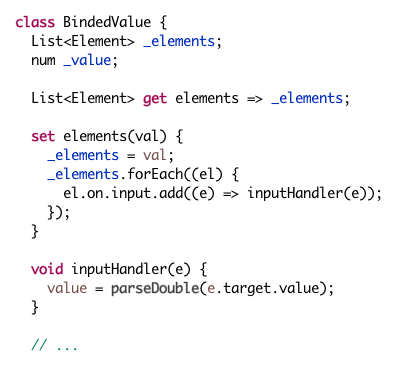 class BindedValue {
  List<Element> _elements;
  num _value;

  List<Element> get elements => _elements;

  set elements(val) {
    _elements = val;
    _elements.forEach((el) {
      el.on.input.add((e) => inputHandler(e));
    });
  }

  void inputHandler(e) {
    value = parseDouble(e.target.value);
  }

  // ...